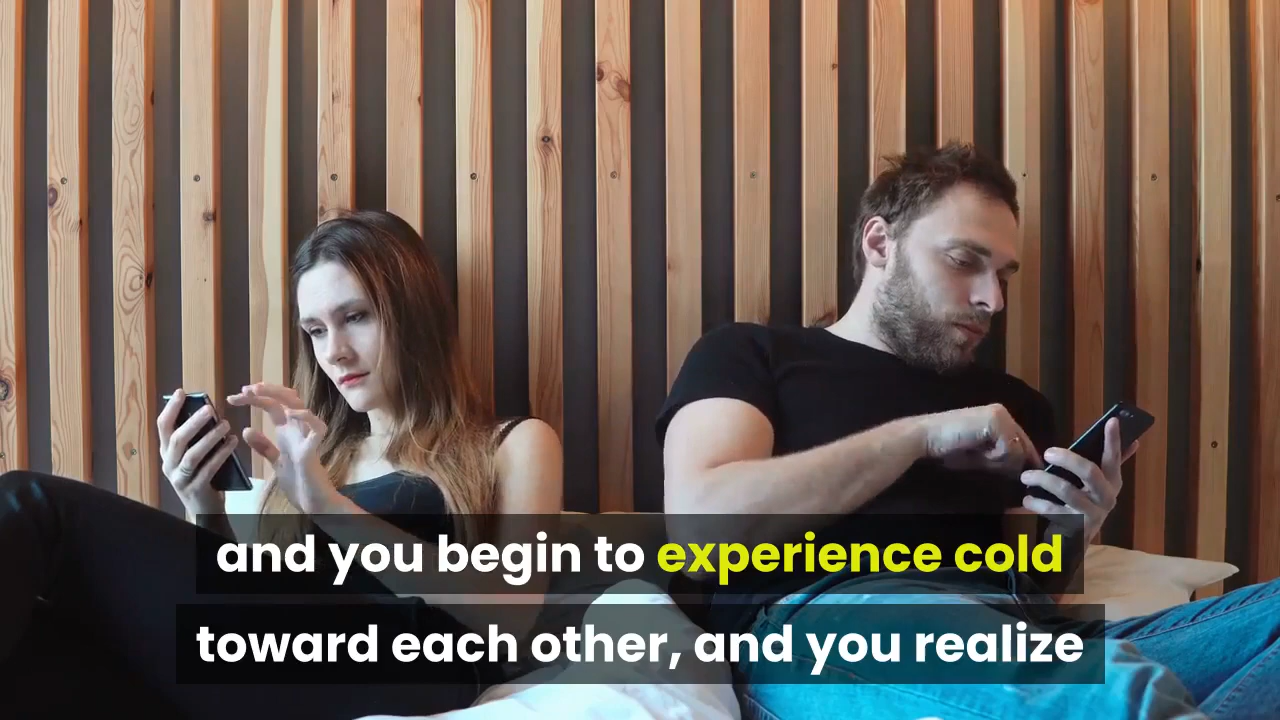 and you begin to experience cold
toward each other, and you realize